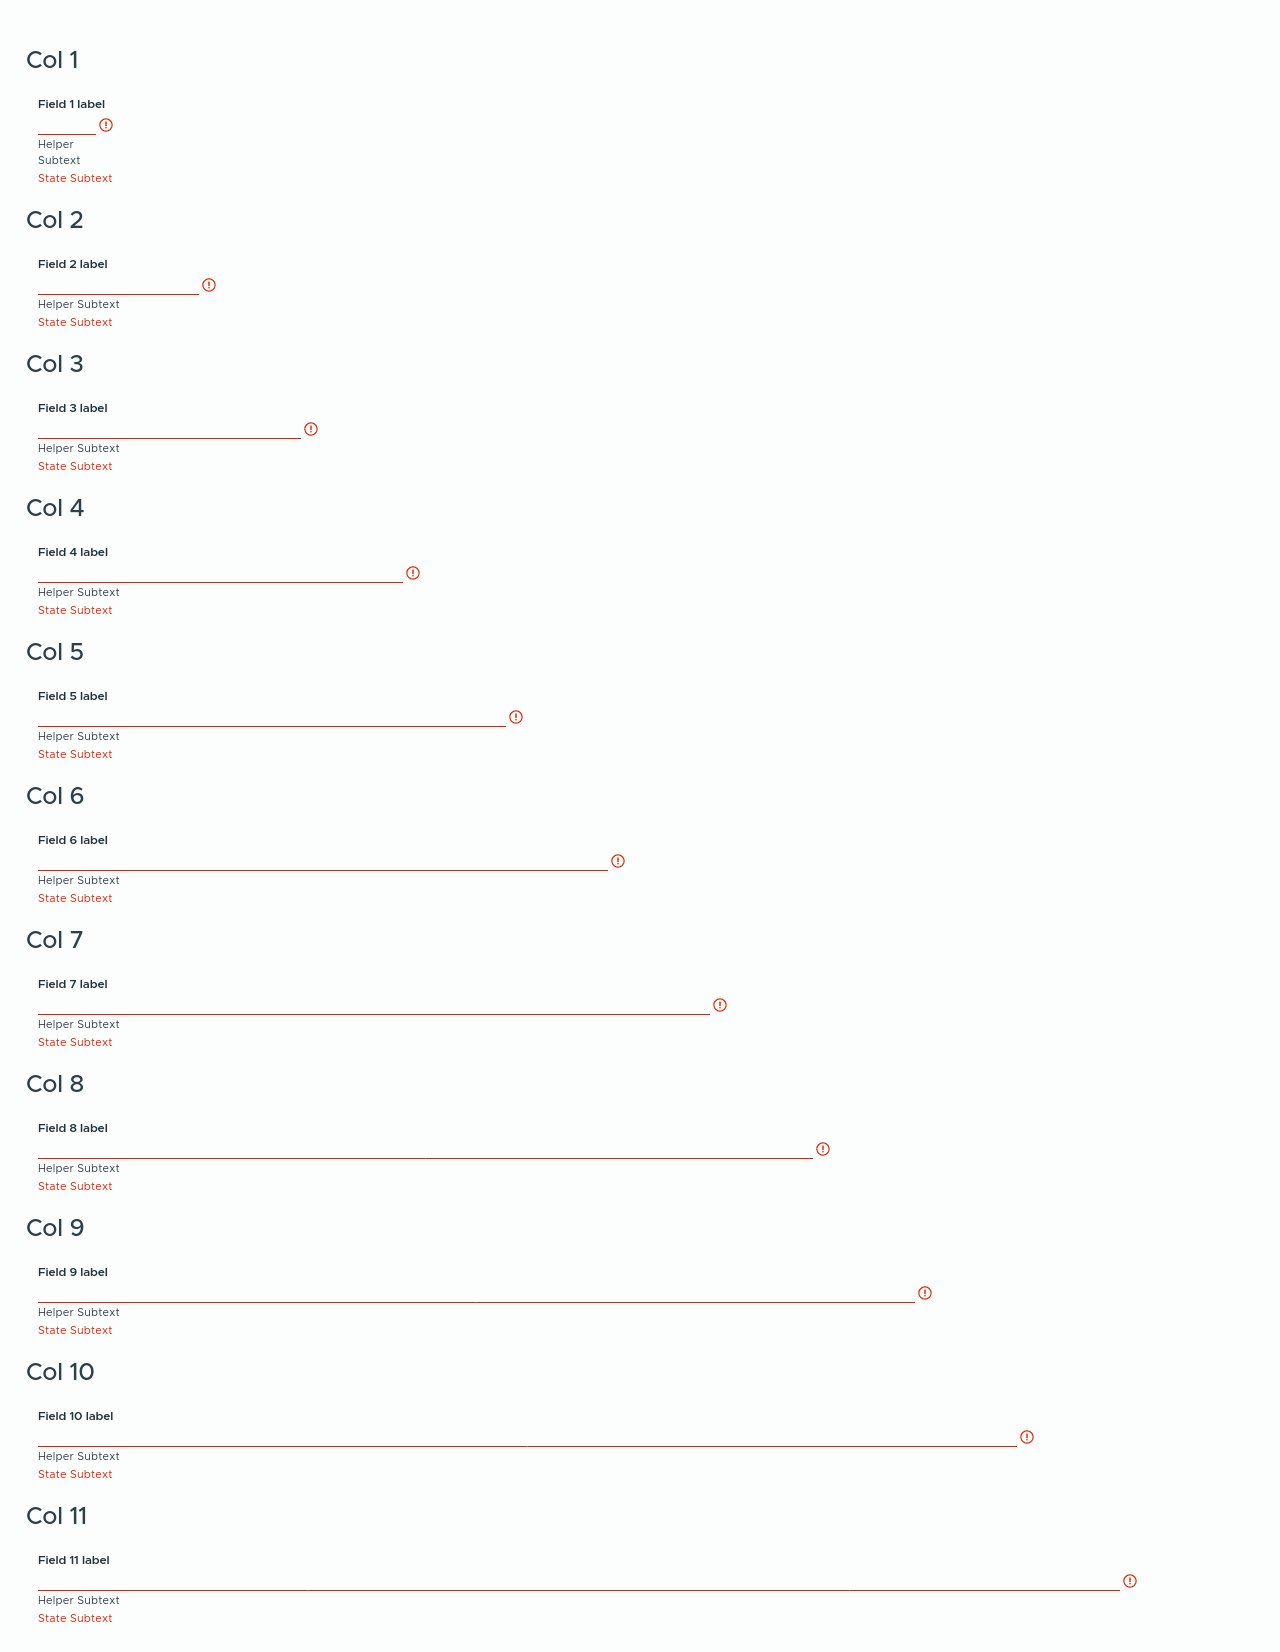 Col 1
Field 1 label
Helper
Subtext
State Subtext
Col 2
Field 2 label
Helper Subtext
State Subtext
Col 3
Field 3 label
Helper Subtext
State Subtext
Col 4
Field 4 label
Helper Subtext
State Subtext
Col 5
Field 5 label
Helper Subtext
State Subtext
Col 6
Field 6 label
Helper Subtext
State Subtext
Col 7
Field 7 label
Helper Subtext
State Subtext
Col 8
Field 8 label
Helper Subtext
State Subtext
Col 9
Field 9 label
Helper Subtext
State Subtext
Col 10
Field 10 label
Helper Subtext
State Subtext
Col 11
Field 11 label
Helper Subtext
State Subtext